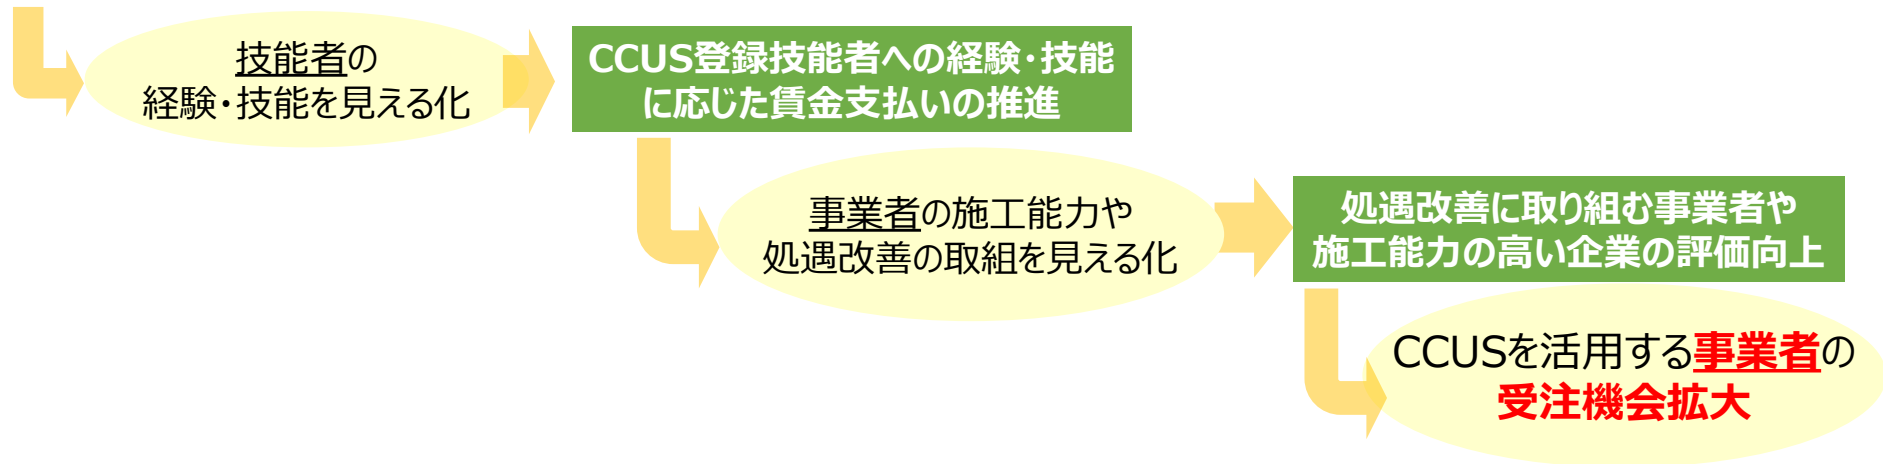 技能者の
経験・技能を見える化
CCUS登録技能者への経験・技能
に応じた賃金支払いの推進
事業者の施工能力や
処遇改善の取組を見える化
処遇改善に取り組む事業者や
施工能力の高い企業の評価向上
CCUSを活用する事業者の
受注機会拡大